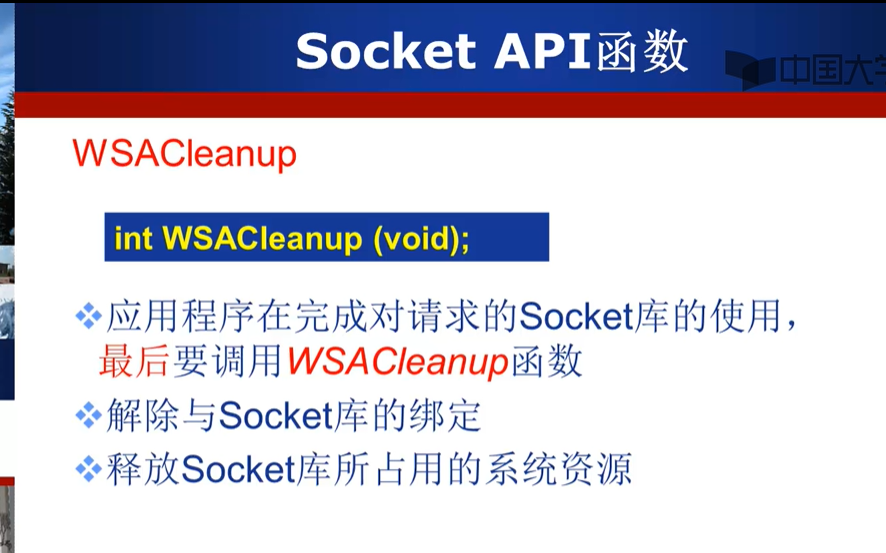 Socket API函数
中国大学
WSACleanup
int WSACleanup (void);
应用程序在完成对请求的Socket库的使用，
最后要调用WSACleanup函数
解除与Socket库的绑定
释放Socket库所占用的系统资源